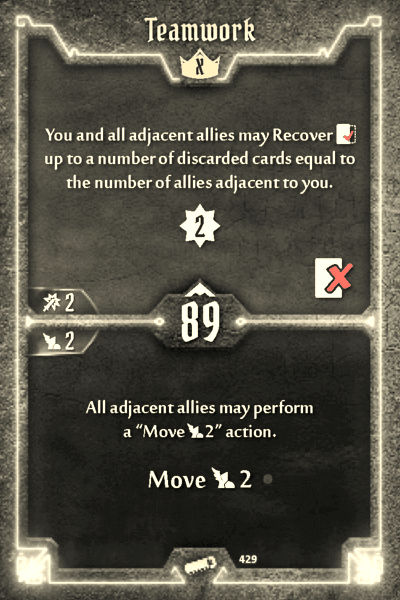 Teamwork
X
You and all adjacent allies may Recover
up to a number of discarded cards equal to
the number of allies adjacent to you.
2
2
89
2
All adjacent allies may perform
a “Move 2” action.
Move 2
429